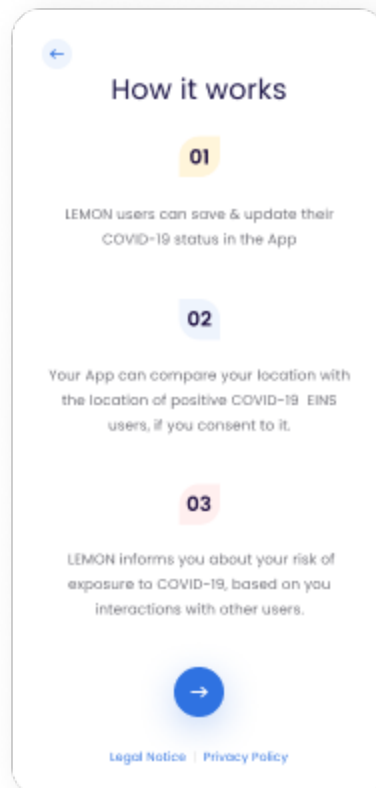 How it works
01
LEMON users can save & update their
COVID-19 status in the App
02
Your App can compare your location with
the location of positive COVID-19 EINS
users, if you consent to it.
03
LEMON informs you about your risk of
exposure to COVID-19, based on you
interactions with other users.
Legal Notice | Privacy Policy